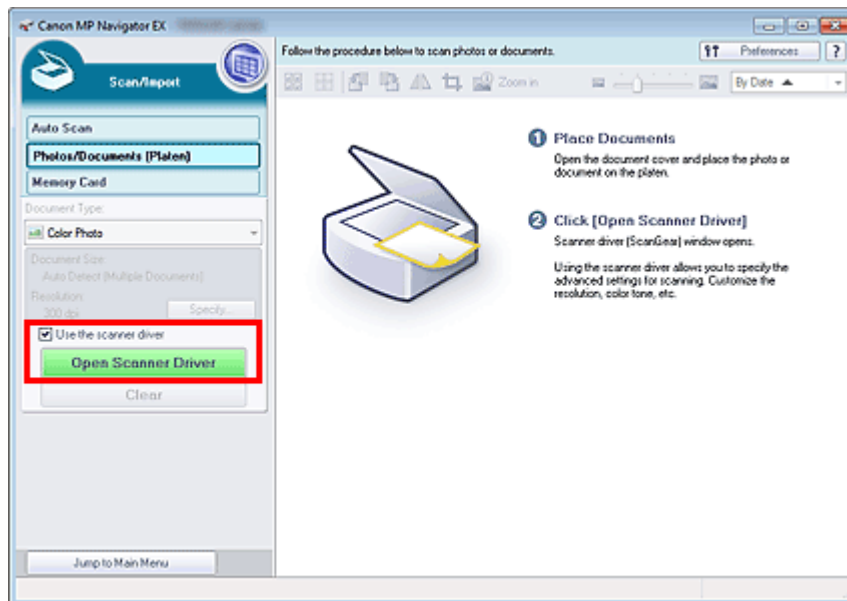 Canon MP Navigator EX
Scan/Import
Follow the procedure below to scan photos or documents.
Preferences
?
Zoom in
By Date
Auto Scan
Photos/Documents (Platen)
Memory Card
Document Type:
Color Photo
Document Size:
Auto Detect (Multiple Documents)
Resolution:
300 dpi
Specify...
Use the scanner driver
Open Scanner Driver
Clear
Jump to Main Menu
1 Place Documents
Open the document cover and place the photo or
document on the platen.
2 Click [Open Scanner Driver]
Scanner driver (ScanGear) window opens.
Using the scanner driver allows you to specify the
advanced settings for scanning. Customize the
resolution, color tone, etc.